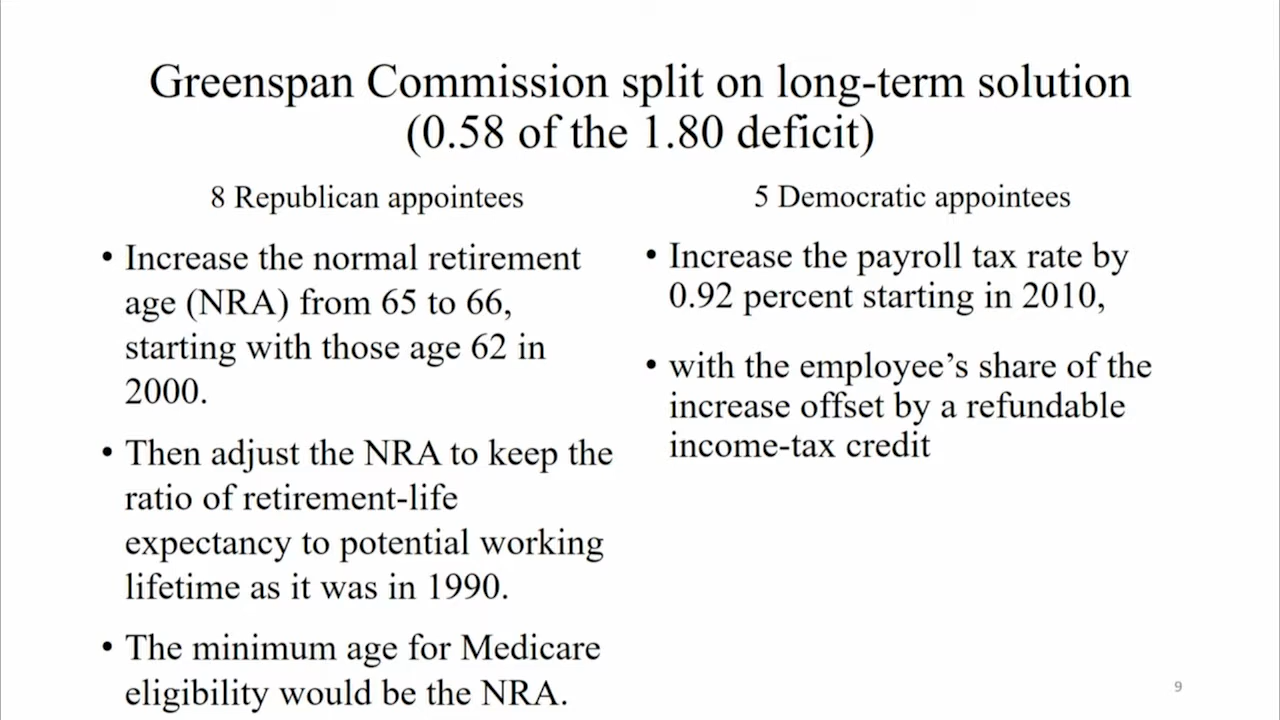 Greenspan Commission split on long-term solution
(0.58 of the 1.80 deficit)
8 Republican appointees
• Increase the normal retirement
age (NRA) from 65 to 66,
starting with those age 62 in
2000.
• Then adjust the NRA to keep the
ratio of retirement-life
expectancy to potential working
lifetime as it was in 1990.
• The minimum age for Medicare
eligibility would be the NRA.
5 Democratic appointees
• Increase the payroll tax rate by
0.92 percent starting in 2010,
• with the employee’s share of the
increase offset by a refundable
income-tax credit
9